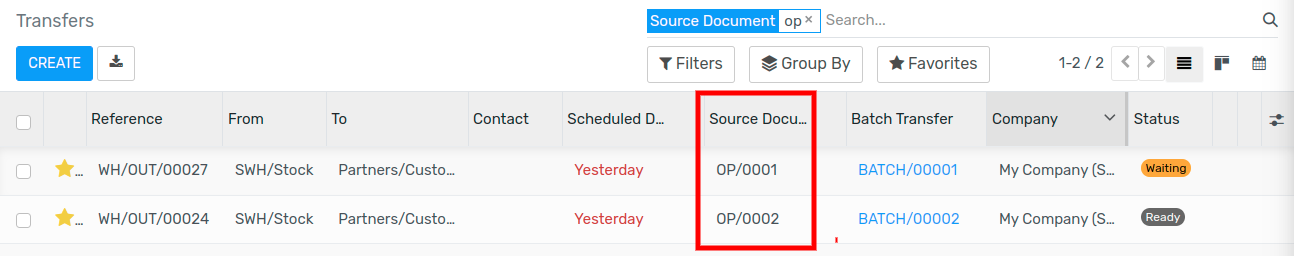 Transfers
Source Document op × Search...
CREATE
Filters Group By Favorites 1-2 / 2
Reference From To Contact Scheduled D... Source Docu... Batch Transfer Company Status
... WH/OUT/00027 SWH/Stock Partners/Custo... Yesterday OP/0001 BATCH/00001 My Company (S... Waiting
... WH/OUT/00024 SWH/Stock Partners/Custo... Yesterday OP/0002 BATCH/00002 My Company (S... Ready